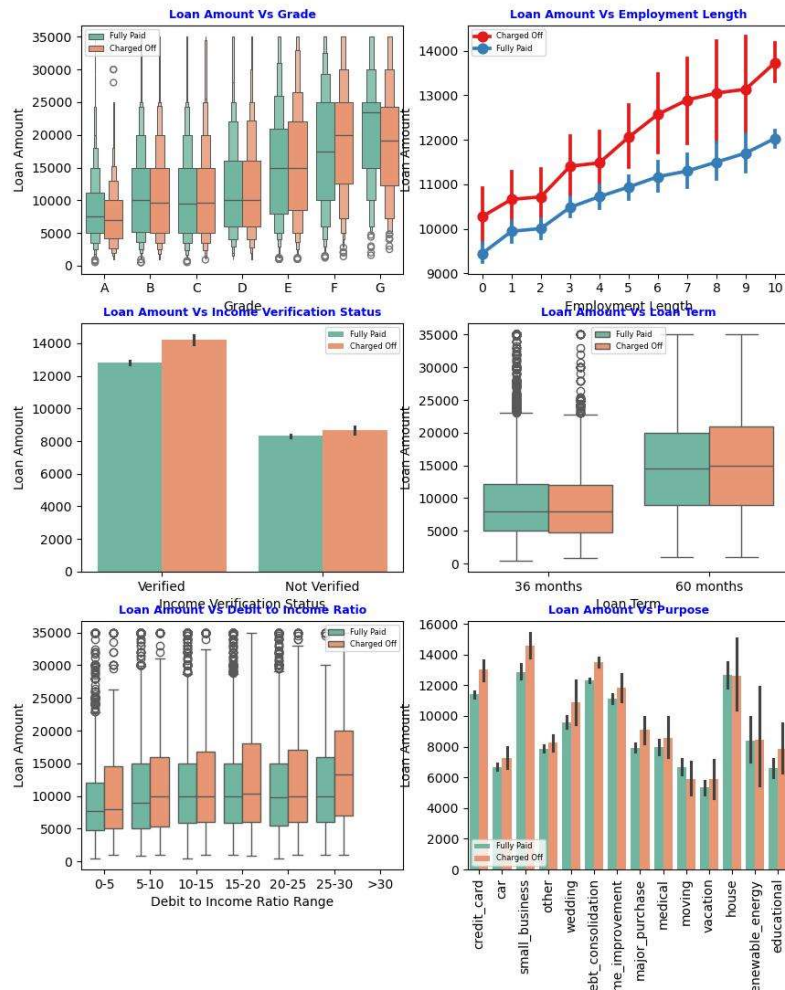 Loan Amount Vs Grade
Loan Amount
35000
30000
25000
20000
15000
10000
5000
0
Fully Paid
Charged Off
A B C D E F G
Grade
Loan Amount Vs Employment Length
Loan Amount
14000
13000
12000
11000
10000
9000
Charged Off
Fully Paid
0 1 2 3 4 5 6 7 8 9 10
Employment Length
Loan Amount Vs Income Verification Status
Loan Amount
14000
12000
10000
8000
6000
4000
2000
0
Fully Paid
Charged Off
Verified Not Verified
Income Verification Status
Loan Amount Vs Loan Term
Loan Amount
35000
30000
25000
20000
15000
10000
5000
0
Fully Paid
Charged Off
36 months 60 months
Loan Term
Loan Amount Vs Debit to Income Ratio
Loan Amount
35000
30000
25000
20000
15000
10000
5000
0
Fully Paid
Charged Off
0-5 5-10 10-15 15-20 20-25 25-30 >30
Debit to Income Ratio Range
Loan Amount Vs Purpose
Loan Amount
16000
14000
12000
10000
8000
6000
4000
2000
0
Fully Paid
Charged Off
credit_card
car
small_business
other
wedding
ebt_consolidation
me_improvement
major_purchase
medical
moving
vacation
house
renewable_energy
educational